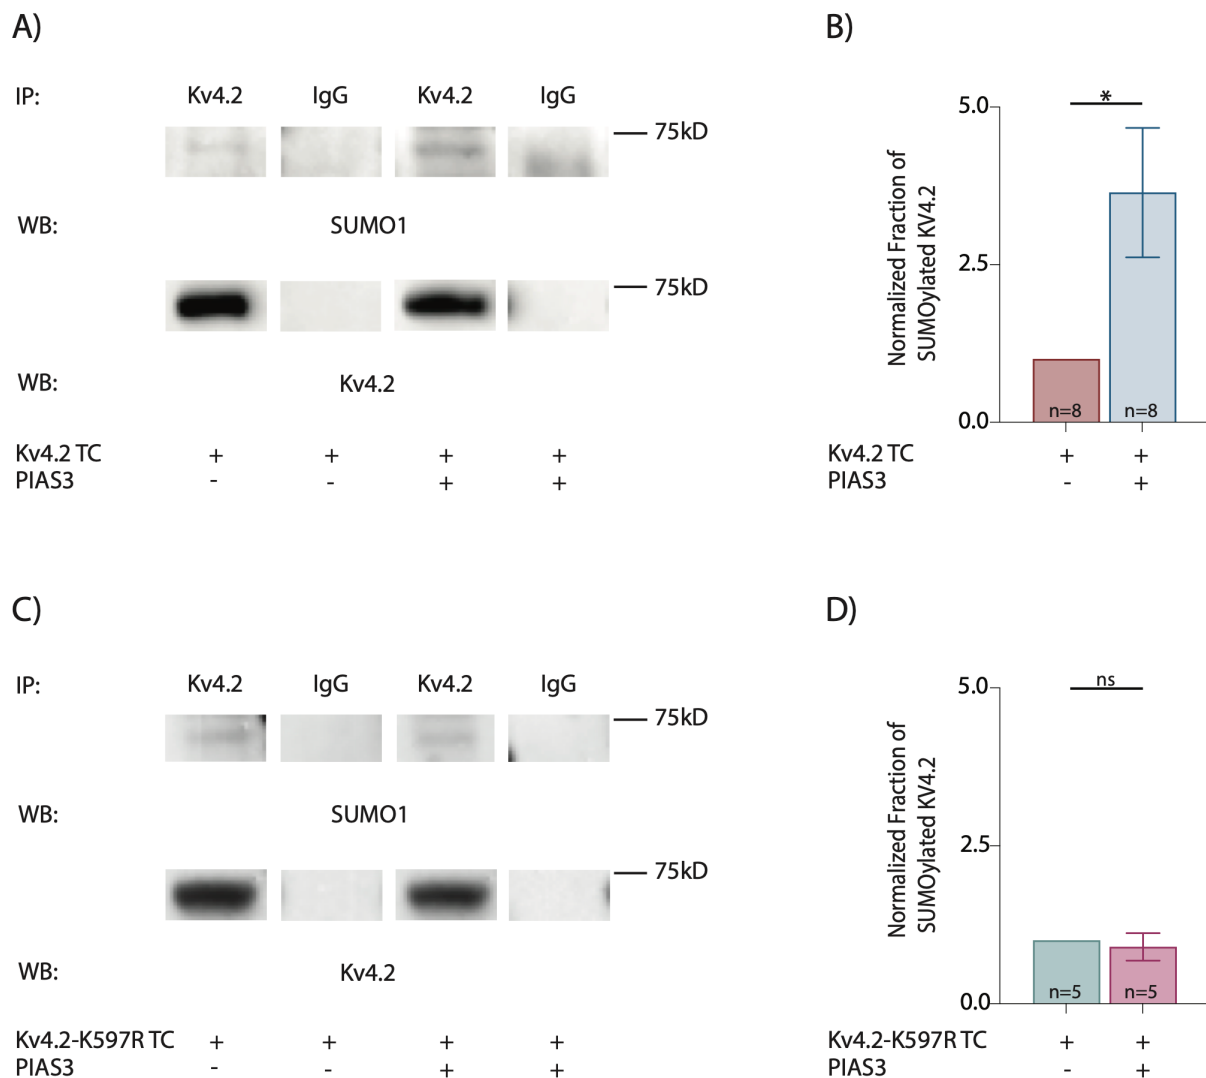 A)
IP: Kv4.2 IgG Kv4.2 IgG
75kD
WB: SUMO1
75kD
WB: Kv4.2
Kv4.2 TC + + + +
PIAS3 - - + +
B)
*
5.0
2.5
0.0
Normalized Fraction of
SUMOylated KV4.2
n=8 n=8
Kv4.2 TC + +
PIAS3 - +
C)
IP: Kv4.2 IgG Kv4.2 IgG
75kD
WB: SUMO1
75kD
WB: Kv4.2
Kv4.2-K597R TC + + + +
PIAS3 - - + +
D)
ns
5.0
2.5
0.0
Normalized Fraction of
SUMOylated KV4.2
n=5 n=5
Kv4.2-K597R TC + +
PIAS3 - +